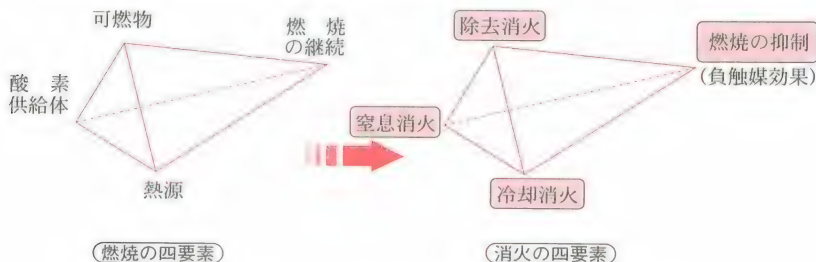 可燃物
燃　焼
の継続
酸　素
供給体
熱源
燃焼の四要素
除去消火
燃焼の抑制
(負触媒効果)
窒息消火
冷却消火
消火の四要素